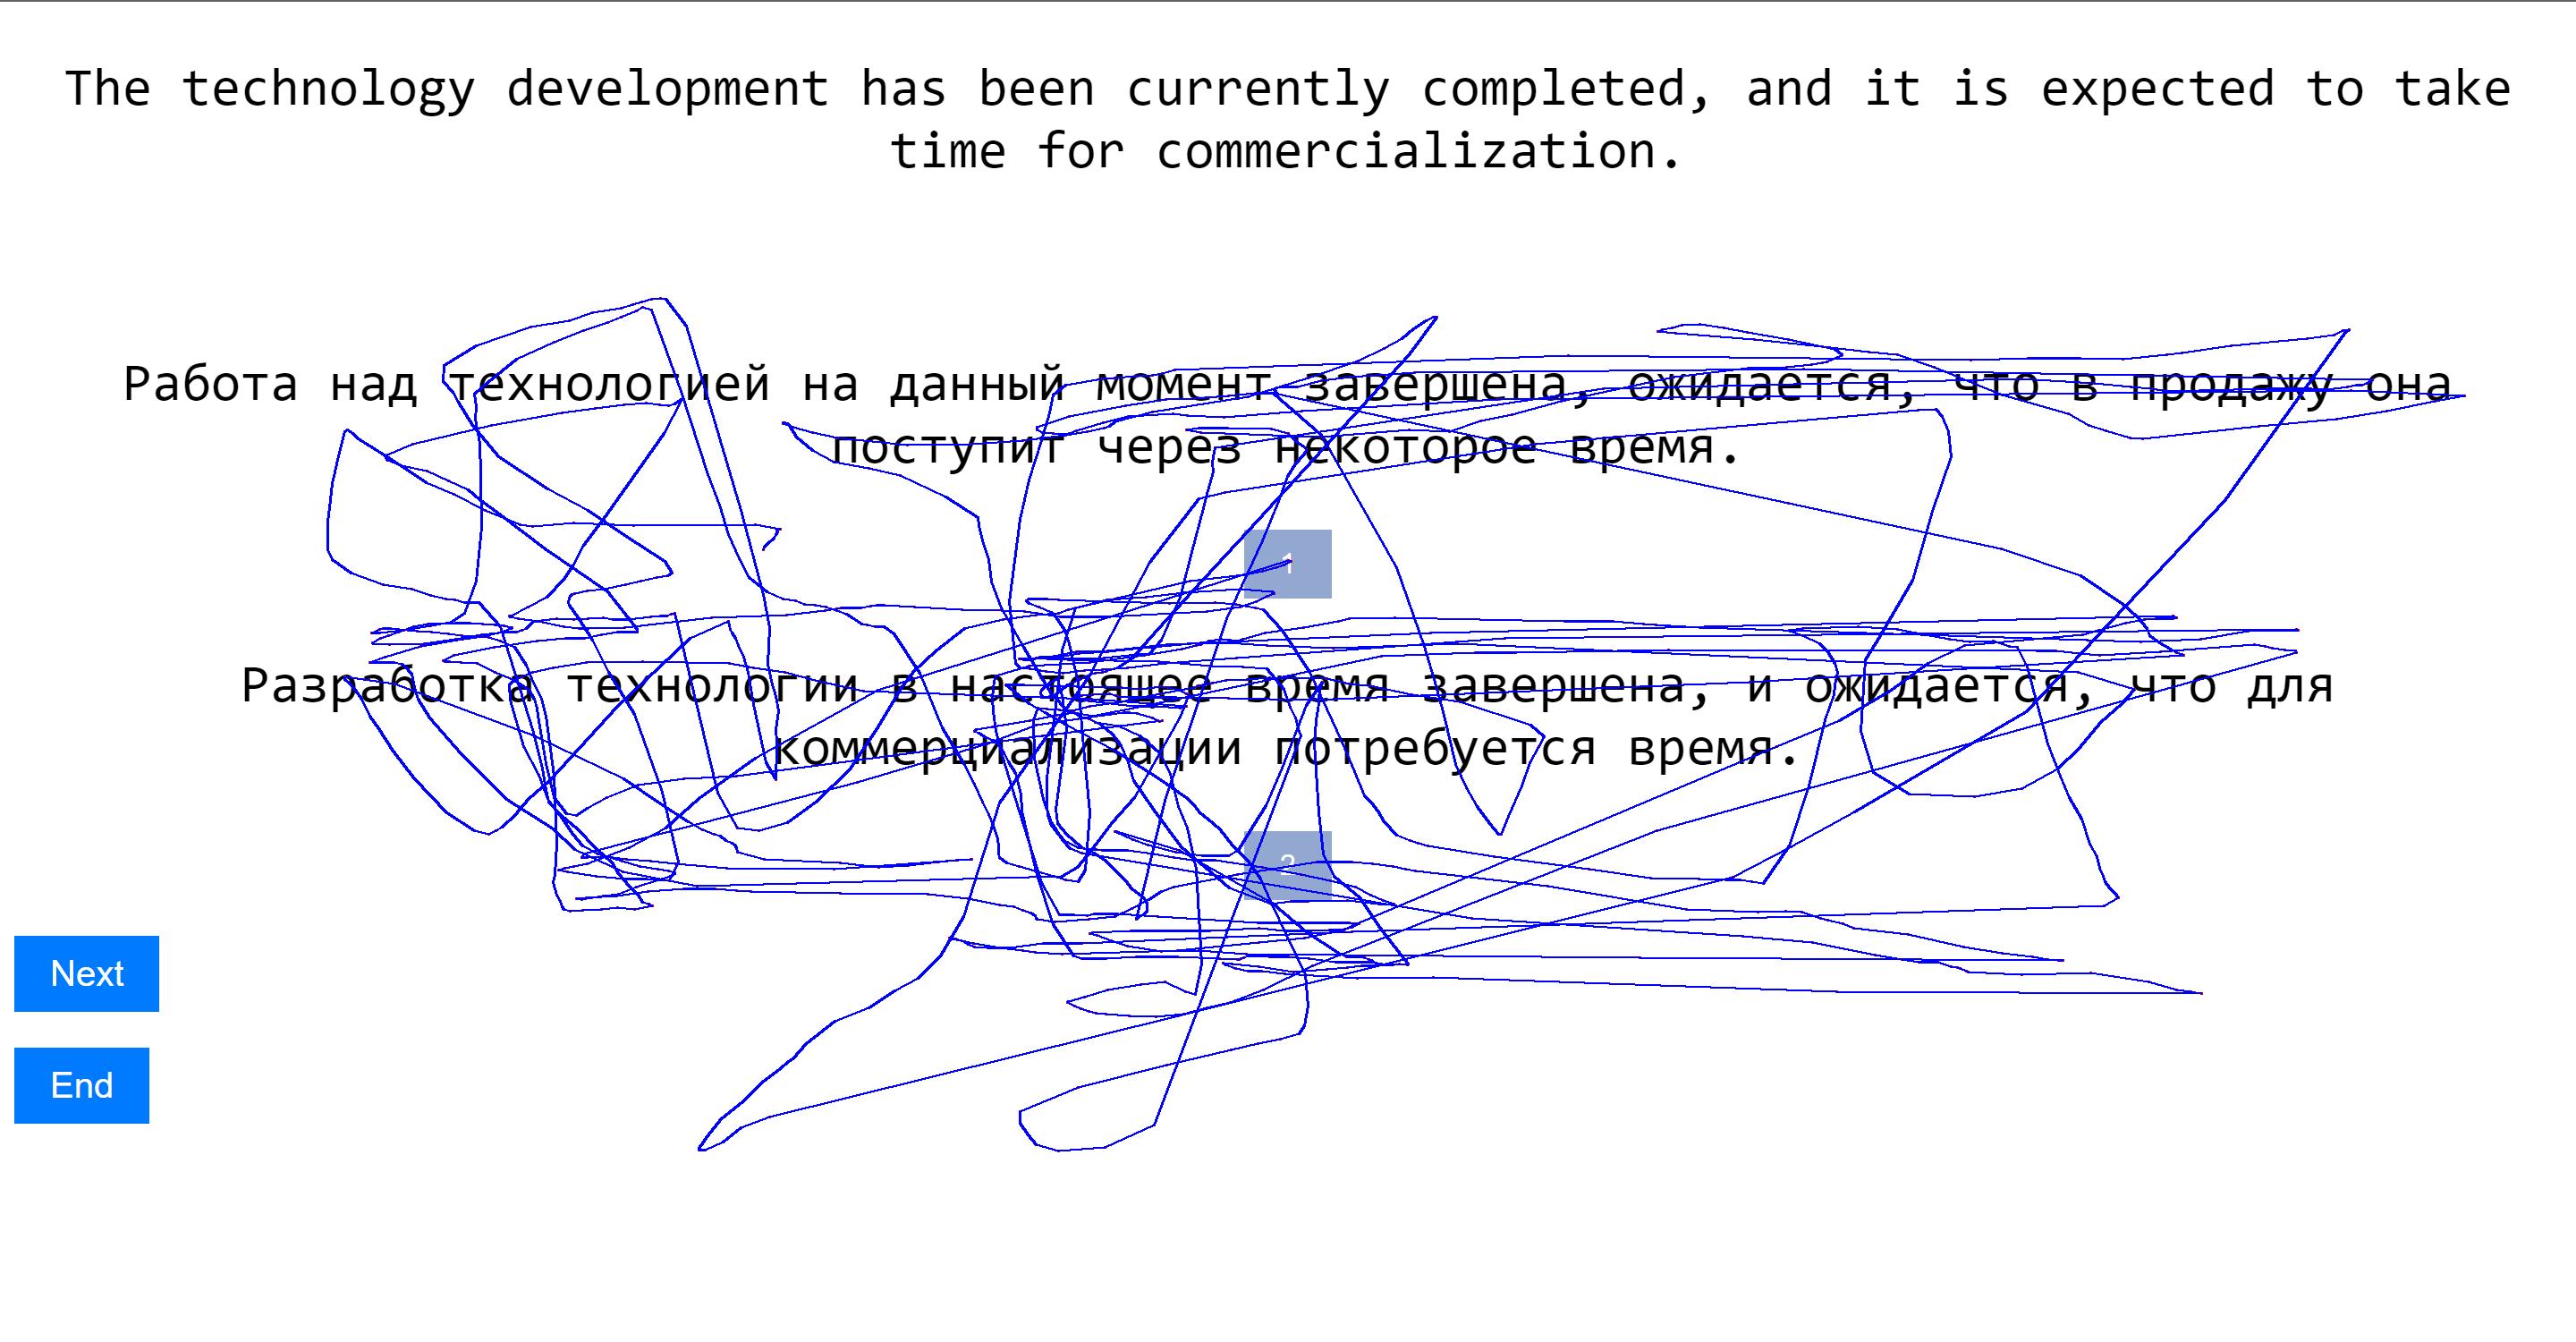 The technology development has been currently completed, and it is expected to take
time for commercialization.
Работа над технологией на данный момент завершена, ожидается, что в продажу она
поступит через некоторое время.
1
Разработка технологии в настоящее время завершена, и ожидается, что для
коммерциализации потребуется время.
2
Next
End